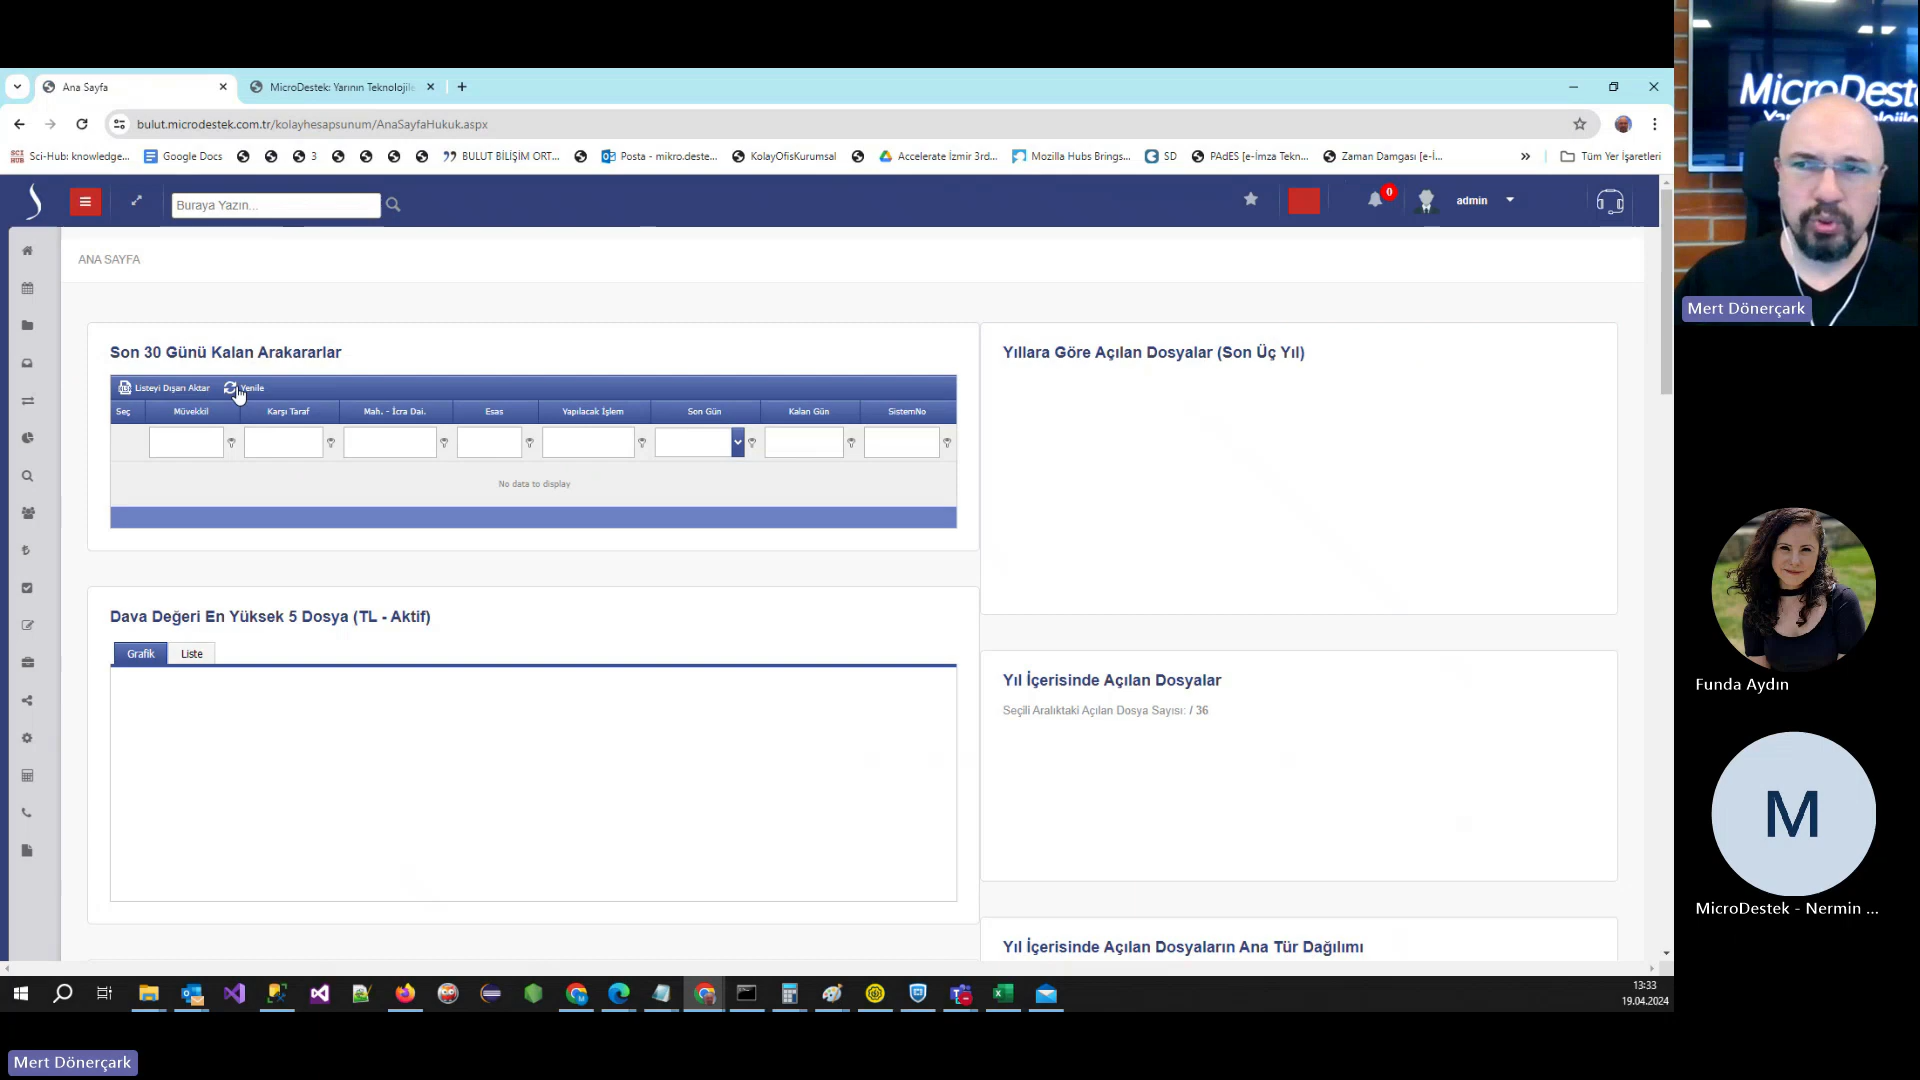 Ana Sayfa
MicroDestek: Yarının Teknolojile
bulut.microdestek.com.tr/kolayhesapsunum/AnaSayfaHukuk.aspx
Sci-Hub: knowledge...
Google Docs
3
BULUT BİLİŞİM ORT...
Posta - mikro.deste...
KolayOfisKurumsal
Accelerate İzmir 3rd...
Mozilla Hubs Brings...
SD
PAdES [e-İmza Tekn...
Zaman Damgası [e-İ...
Tüm Yer İşaretleri
Buraya Yazın...
0
admin
ANA SAYFA
Son 30 Günü Kalan Arakararlar
Listeyi Dışarı Aktar
Yenile
Seç Müvekkil Karşı Taraf Mah. - İcra Dai. Esas Yapılacak İşlem Son Gün Kalan Gün SistemNo
No data to display
Dava Değeri En Yüksek 5 Dosya (TL - Aktif)
Grafik
Liste
Yıllara Göre Açılan Dosyalar (Son Üç Yıl)
Yıl İçerisinde Açılan Dosyalar
Seçili Aralıktaki Açılan Dosya Sayısı: / 36
Yıl İçerisinde Açılan Dosyaların Ana Tür Dağılımı
13:33
19.04.2024
MicroDest
Mert Dönerçark
Funda Aydın
M
MicroDestek - Nermin ...
Mert Dönerçark